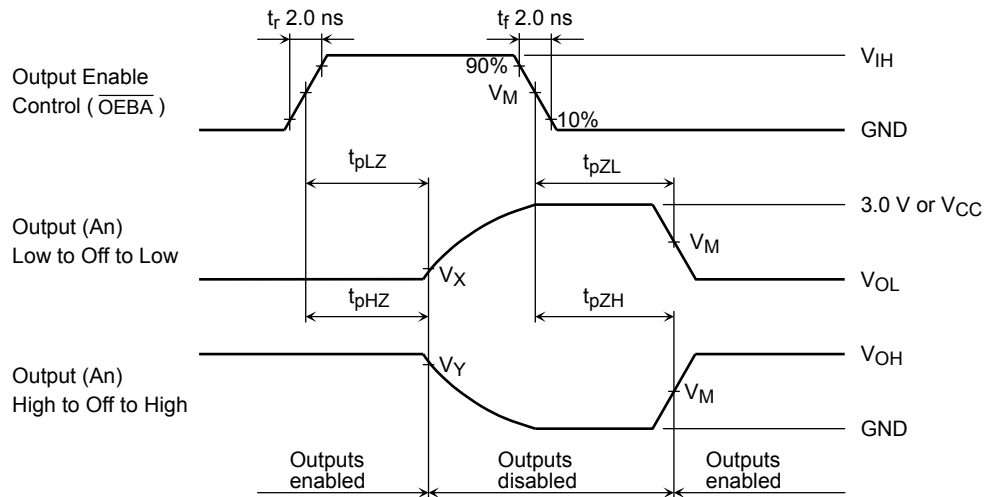 tr 2.0 ns
tf 2.0 ns
Output Enable
Control ( OEBA )
90%
VM
10%
VIH
GND
tpLZ
tpZL
Output (An)
Low to Off to Low
3.0 V or VCC
VM
VX
VOL
tpHZ
tpZH
Output (An)
High to Off to High
VY
VOH
VM
GND
Outputs
enabled
Outputs
disabled
Outputs
enabled